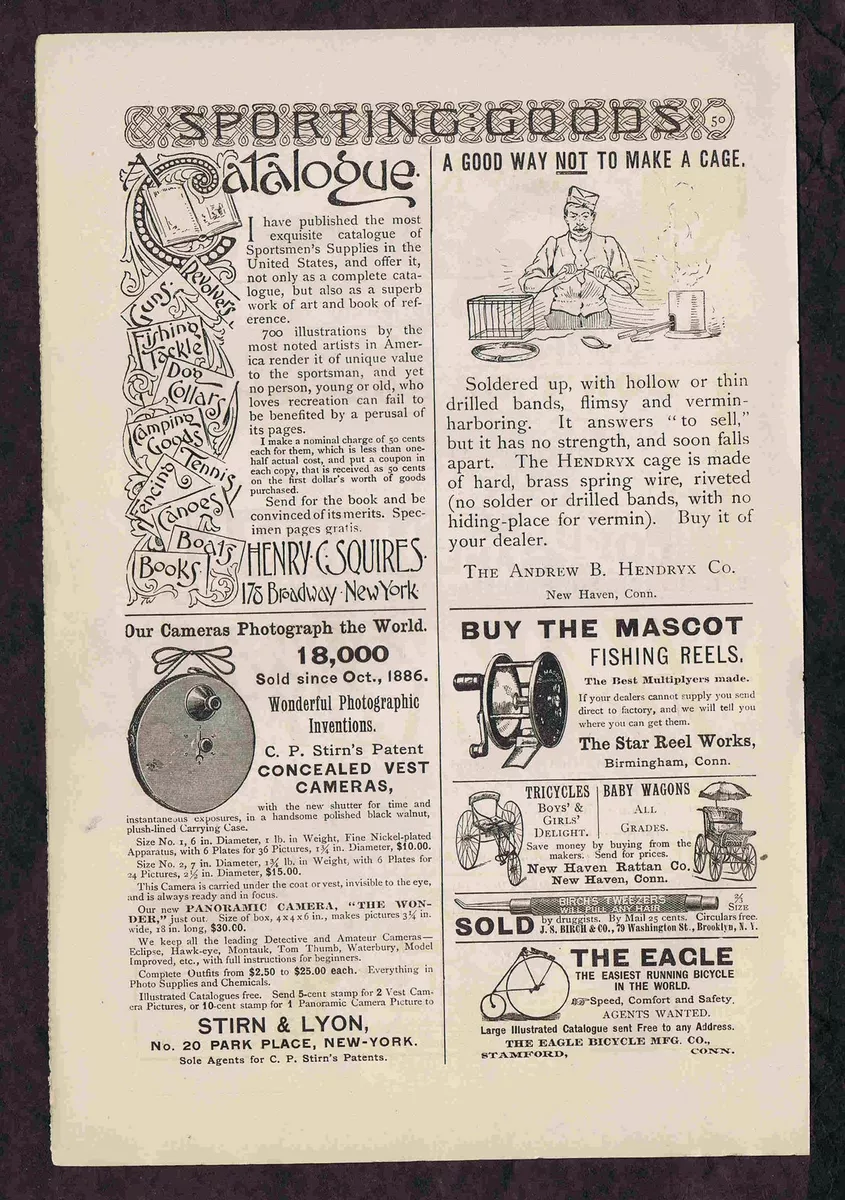 SPORTING:GOODS.
50
Catalogue.
Guns.
Revolvers
Fishing
Tackle
Dog
Collars
Camping
Goods
Tennis
Fencing
Canoes
Boats
Books
I have published the most
exquisite catalogue of
Sportsmen's Supplies in the
United States, and offer it,
not only as a complete cata-
logue, but also as a superb
work of art and book of ref-
erence.
700 illustrations by the
most noted artists in Amer-
ica render it of unique value
to the sportsman, and yet
no person, young or old, who
loves recreation can fail to
be benefited by a perusal of
its pages.
I make a nominal charge of 50 cents
each for them, which is less than one-
half actual cost, and put a coupon in
each copy, that is received as 50 cents
on the first dollar's worth of goods
purchased.
Send for the book and be
convinced of its merits. Spec-
imen pages gratis.
HENRY·C·SQUIRES·
178 Broadway·New York·
Our Cameras Photograph the World.
18,000
Sold since Oct., 1886.
Wonderful Photographic
Inventions.
C. P. Stirn's Patent
CONCEALED VEST
CAMERAS,
with the new shutter for time and
instantaneous exposures, in a handsome polished black walnut,
plush-lined Carrying Case.
Size No. 1, 6 in. Diameter, 1 lb. in Weight, Fine Nickel-plated
Apparatus, with 6 Plates for 36 Pictures, 1¾ in. Diameter, $10.00.
Size No. 2, 7 in. Diameter, 1¾ lb. in Weight, with 6 Plates for
24 Pictures, 2½ in. Diameter, $15.00.
This Camera is carried under the coat or vest, invisible to the eye,
and is always ready and in focus.
Our new PANORAMIC CAMERA, "THE WON-
DER," just out. Size of box, 4 x 4 x 6 in., makes pictures 3¼ in.
wide, 18 in. long, $30.00.
We keep all the leading Detective and Amateur Cameras—
Eclipse, Hawk-eye, Montauk, Tom Thumb, Waterbury, Model
Improved, etc., with full instructions for beginners.
Complete Outfits from $2.50 to $25.00 each. Everything in
Photo Supplies and Chemicals.
Illustrated Catalogues free. Send 5-cent stamp for 2 Vest Cam-
era Pictures, or 10-cent stamp for 1 Panoramic Camera Picture to
STIRN & LYON,
No. 20 PARK PLACE, NEW-YORK.
Sole Agents for C. P. Stirn's Patents.
A GOOD WAY NOT TO MAKE A CAGE.
Soldered up, with hollow or thin
drilled bands, flimsy and vermin-
harboring. It answers "to sell,"
but it has no strength, and soon falls
apart. The HENDRYX cage is made
of hard, brass spring wire, riveted
(no solder or drilled bands, with no
hiding-place for vermin). Buy it of
your dealer.
THE ANDREW B. HENDRYX CO.
New Haven, Conn.
BUY THE MASCOT
FISHING REELS.
The Best Multiplyers made.
If your dealers cannot supply you send
direct to factory, and we will tell you
where you can get them.
The Star Reel Works,
Birmingham, Conn.
TRICYCLES
BOYS' &
GIRLS'
DELIGHT.
BABY WAGONS
ALL
GRADES.
Save money by buying from the
makers. Send for prices.
New Haven Rattan Co.
New Haven, Conn.
BIRCH'S TWEEZERS
WILL PULL ANY HAIR
⅔
SIZE
SOLD by druggists. By Mail 25 cents. Circulars free.
J. S. BIRCH & CO., 79 Washington St., Brooklyn, N. Y.
THE EAGLE
THE EASIEST RUNNING BICYCLE
IN THE WORLD.
☞Speed, Comfort and Safety.
AGENTS WANTED.
Large Illustrated Catalogue sent Free to any Address.
THE EAGLE BICYCLE MFG. CO.,
STAMFORD, CONN.